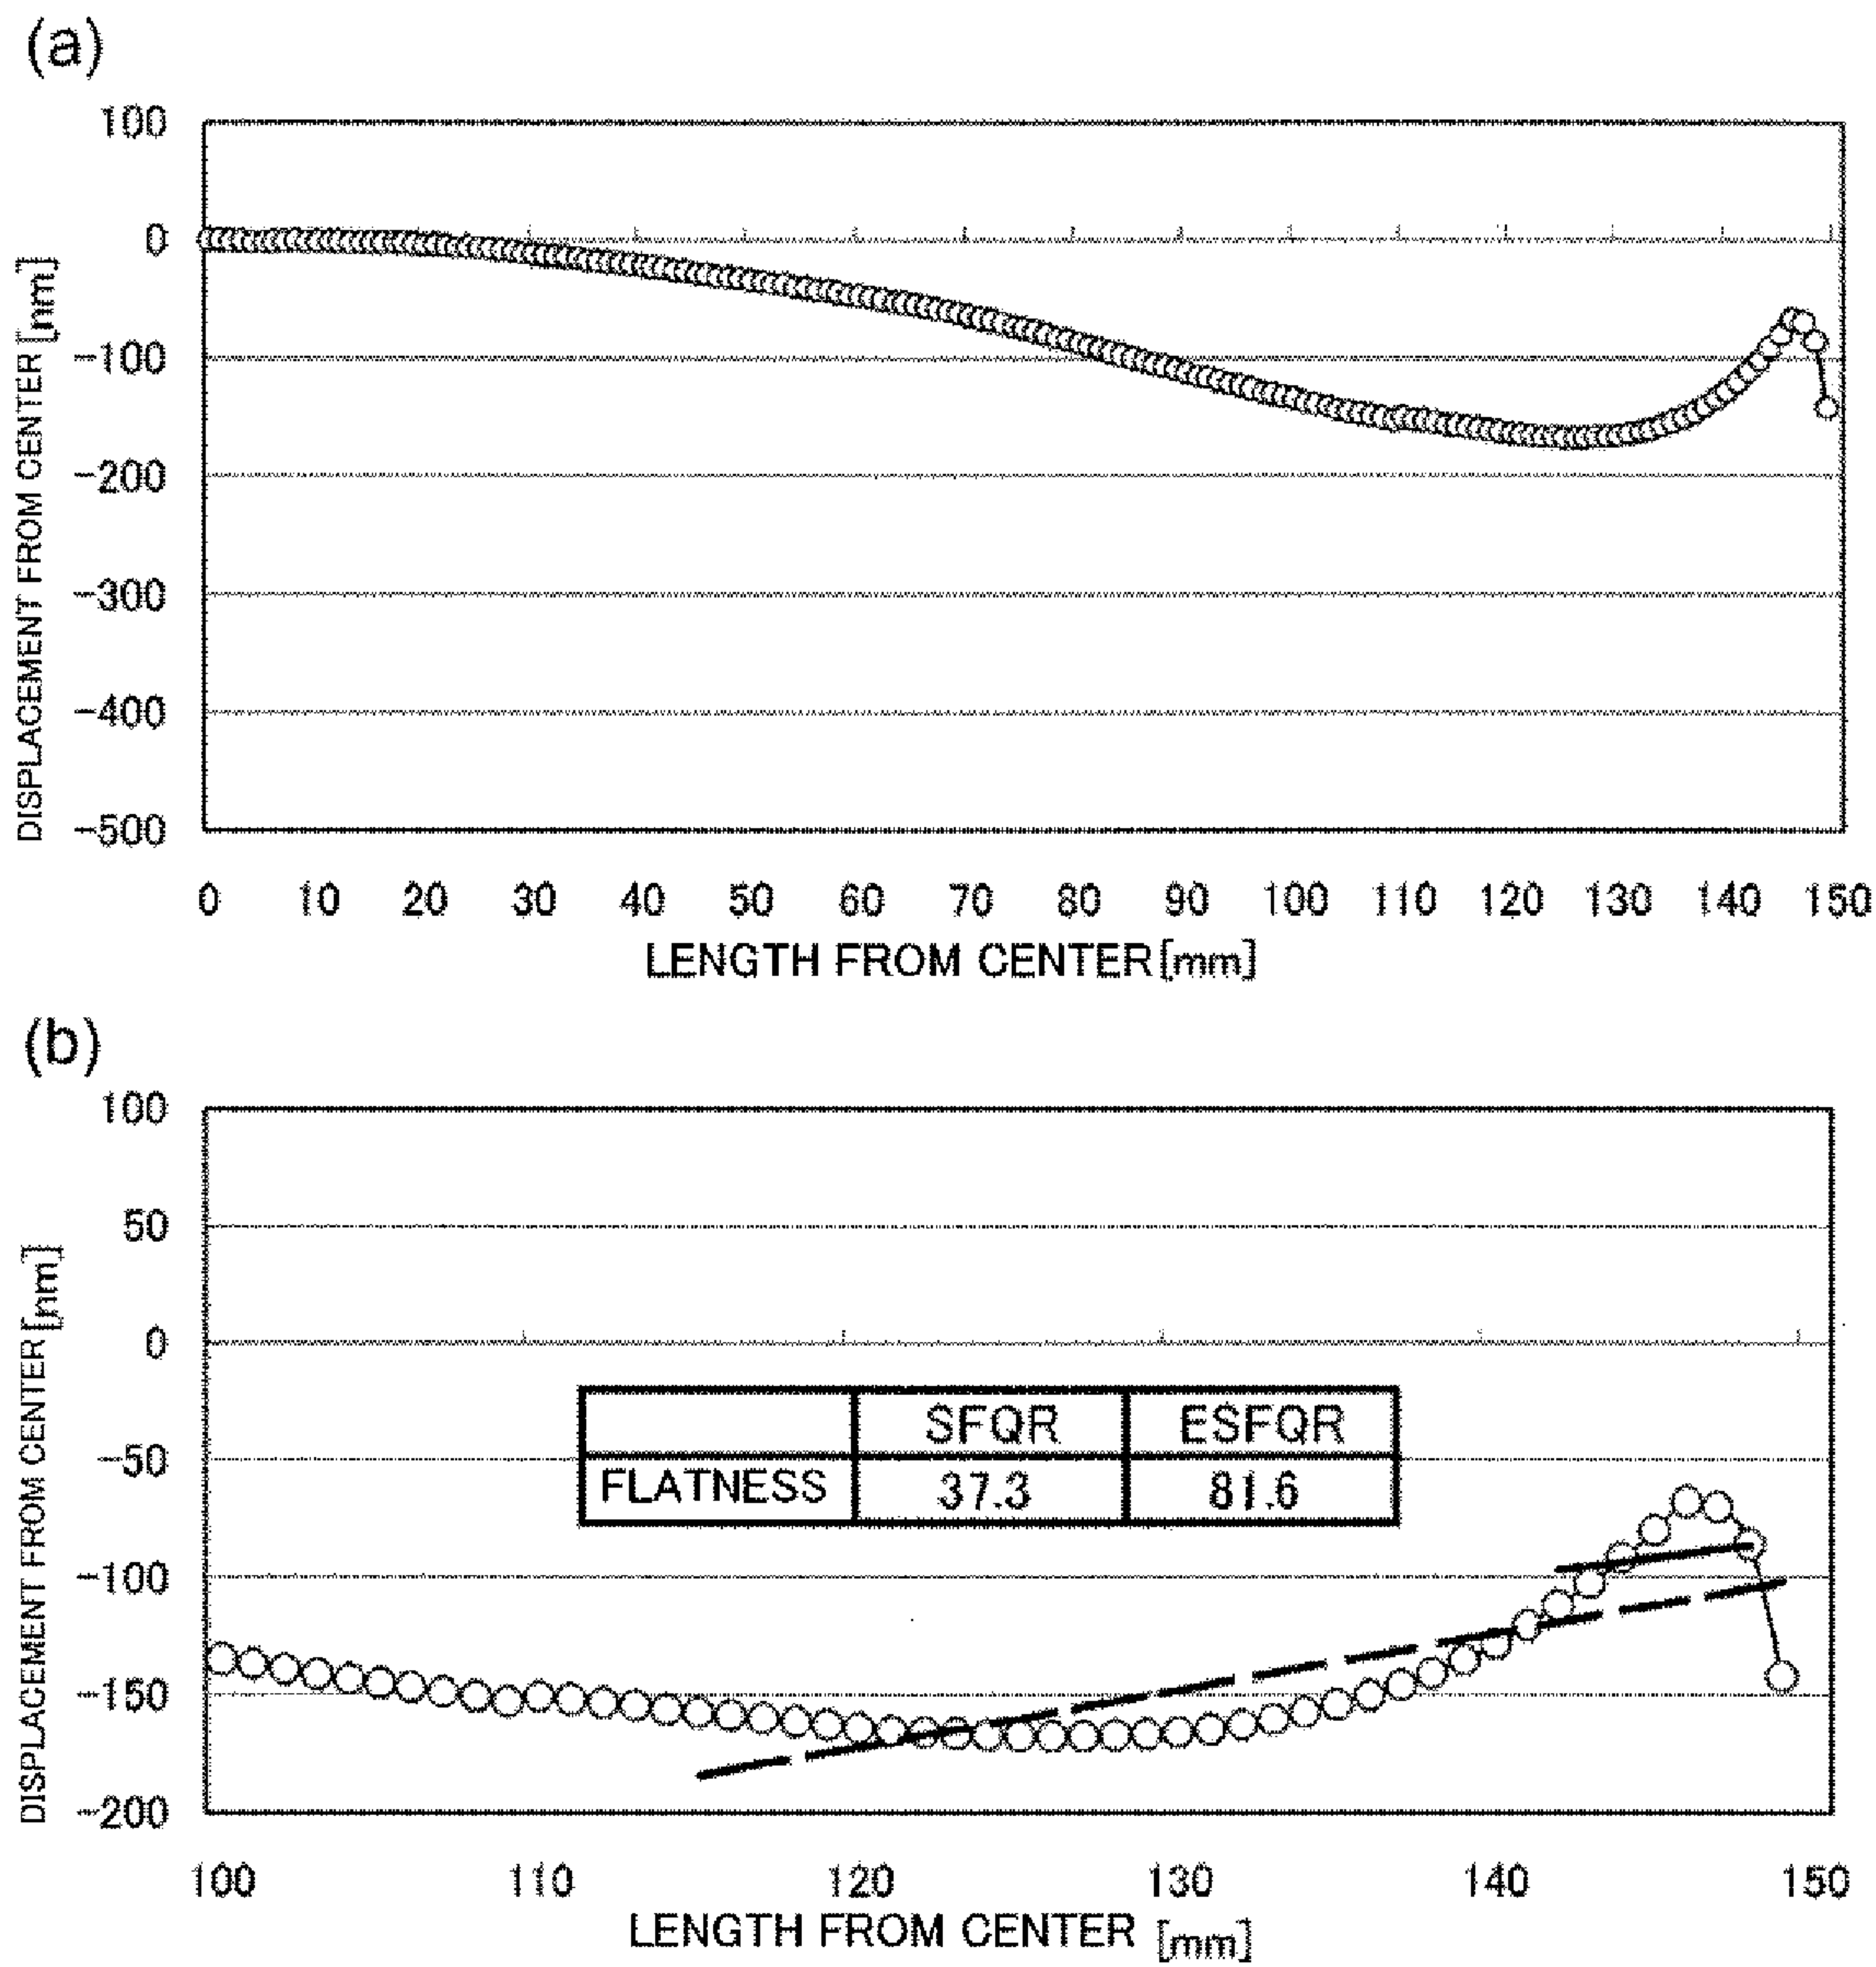 (a)
DISPLACEMENT FROM CENTER [nm]
100
0
-100
-200
-300
-400
-500
0 10 20 30 40 50 60 70 80 90 100 110 120 130 140 150
LENGTH FROM CENTER [mm]
(b)
DISPLACEMENT FROM CENTER [nm]
100
50
0
-50
-100
-150
-200
SFQR ESFQR
FLATNESS 37.3 81.6
100 110 120 130 140 150
LENGTH FROM CENTER [mm]